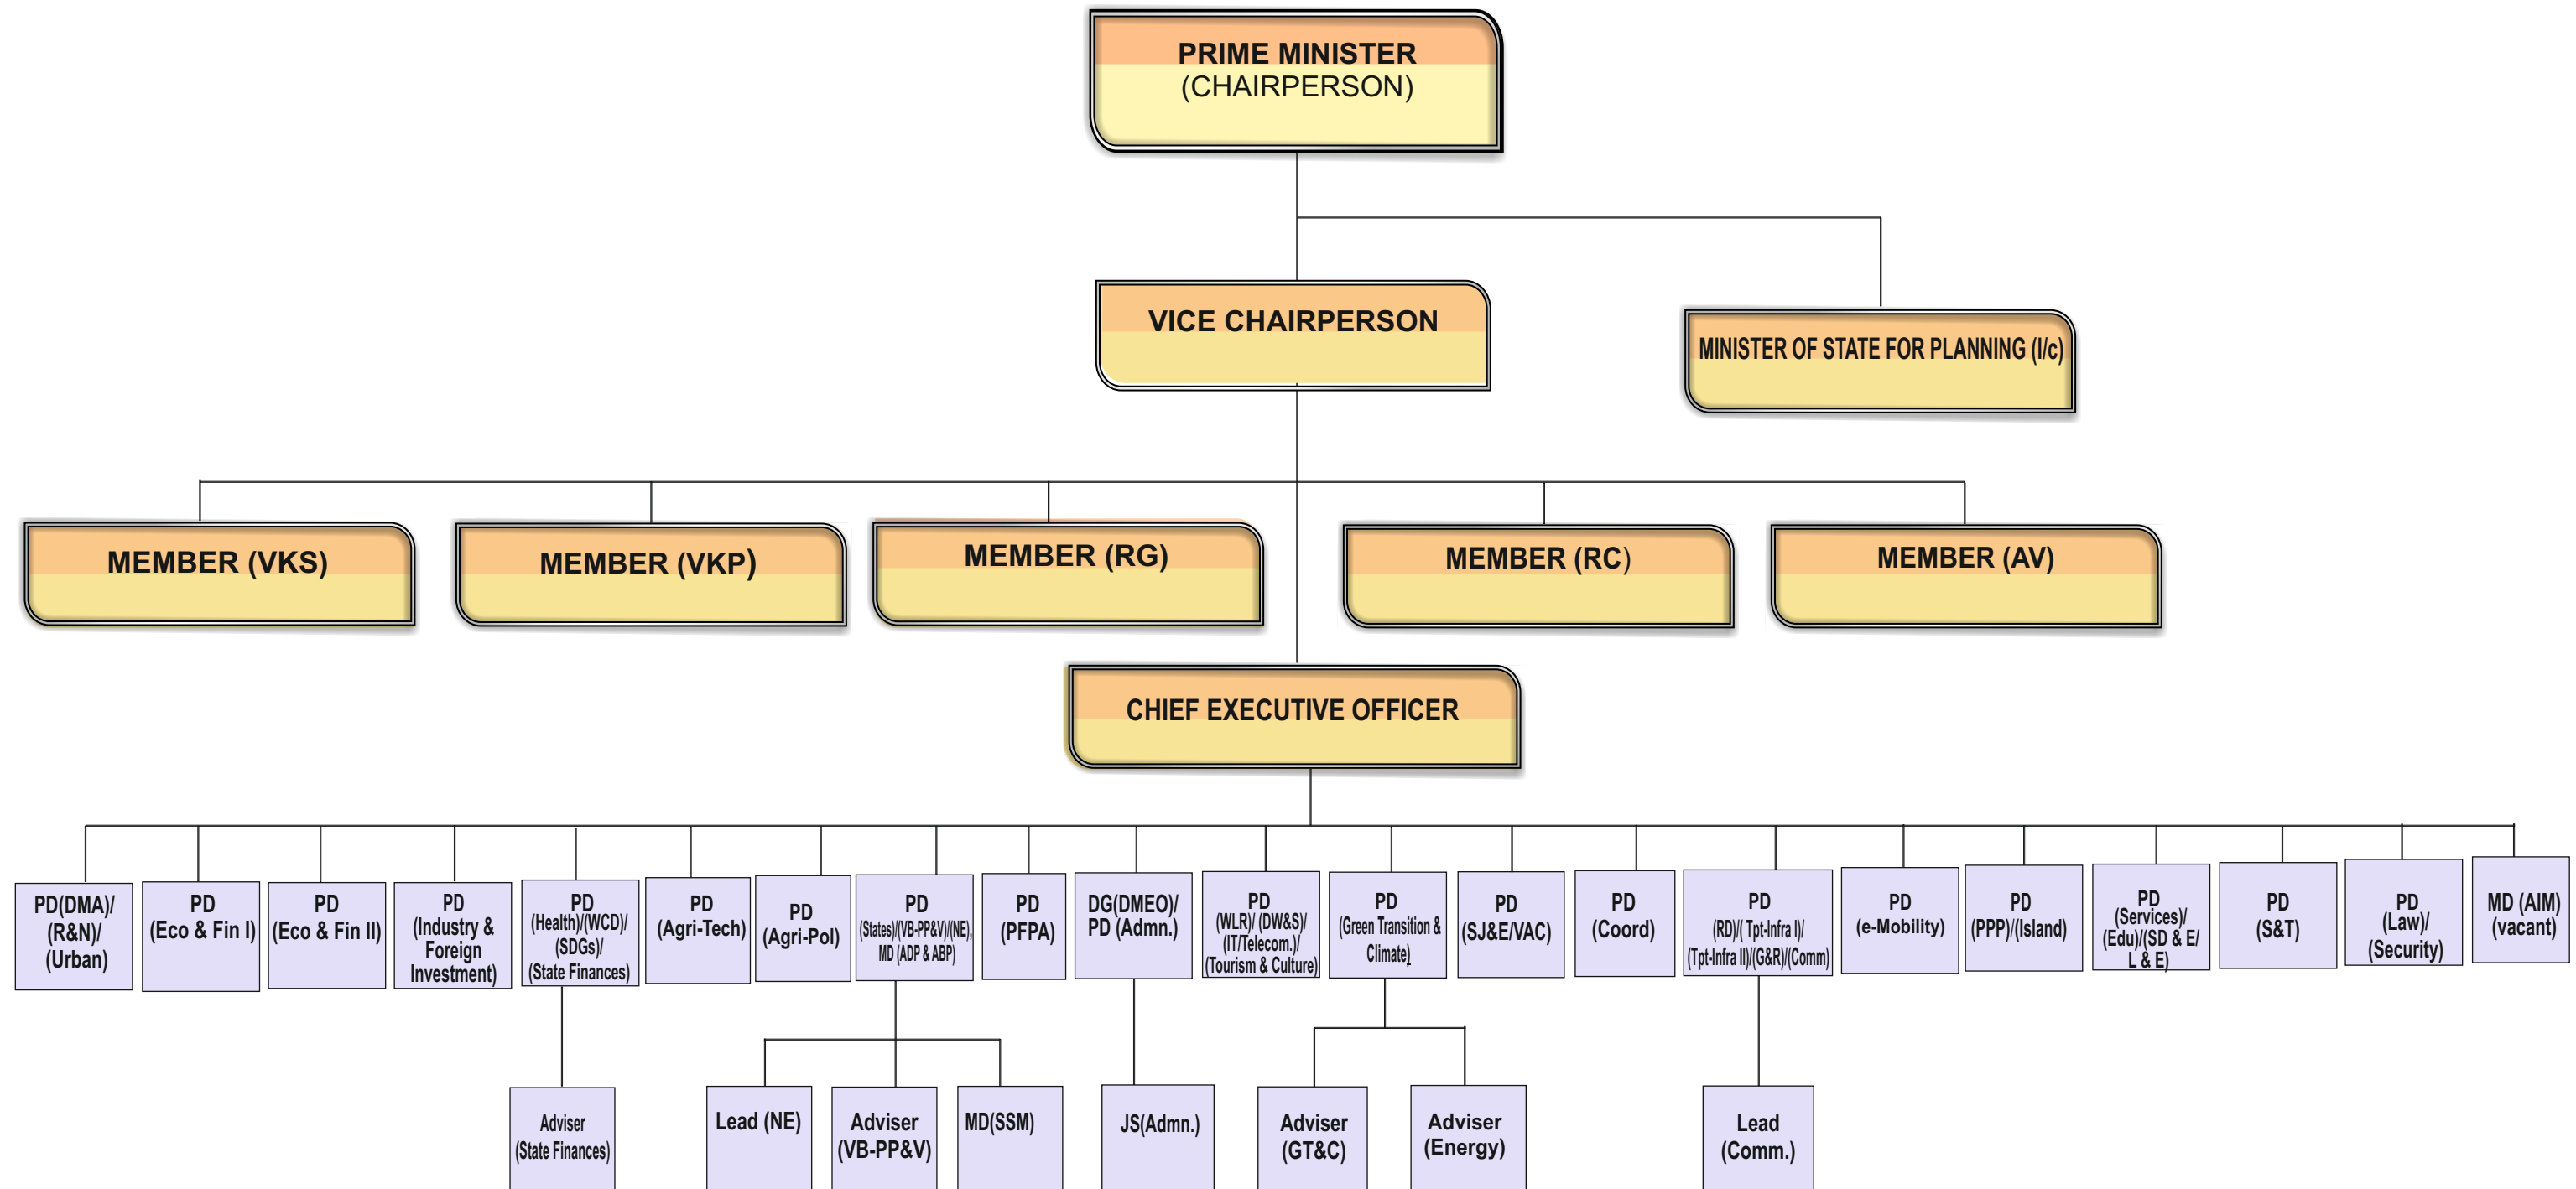 PRIME MINISTER
(CHAIRPERSON)
VICE CHAIRPERSON
MINISTER OF STATE FOR PLANNING (I/c)
MEMBER (VKS)
MEMBER (VKP)
MEMBER (RG)
MEMBER (RC)
MEMBER (AV)
CHIEF EXECUTIVE OFFICER
PD(DMA)/
(R&N)/
(Urban)
PD
(Eco & Fin I)
PD
(Eco & Fin II)
PD
(Industry &
Foreign
Investment)
PD
(Health)/(WCD)/
(SDGs)/
(State Finances)
PD
(Agri-Tech)
PD
(Agri-Pol)
PD
(States)/(VB-PP&V)/(NE),
MD (ADP & ABP)
PD
(PFPA)
DG(DMEO)/
PD (Admn.)
PD
(WLR)/ (DW&S)/
(IT/Telecom.)/
(Tourism & Culture)
PD
(Green Transition &
Climate)
PD
(SJ&E/VAC)
PD
(Coord)
PD
(RD)/( Tpt-Infra I)/
(Tpt-Infra II)/(G&R)/(Comm)
PD
(e-Mobility)
PD
(PPP)/(Island)
PD
(Services)/
(Edu)/(SD & E/
L & E)
PD
(S&T)
PD
(Law)/
(Security)
MD (AIM)
(vacant)
Adviser
(State Finances)
Lead (NE)
Adviser
(VB-PP&V)
MD(SSM)
JS(Admn.)
Adviser
(GT&C)
Adviser
(Energy)
Lead
(Comm.)